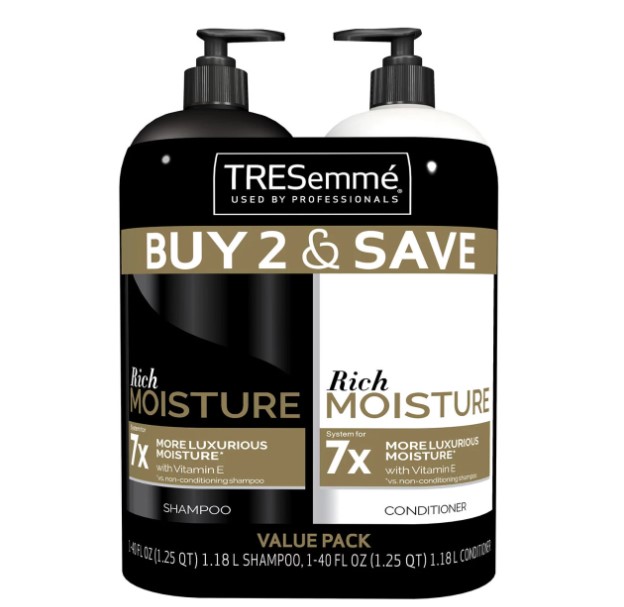 TRESemmé®
USED BY PROFESSIONALS
BUY 2 & SAVE
Rich
MOISTURE
System for
7x
MORE LUXURIOUS
MOISTURE*
with Vitamin E
*vs. non-conditioning shampoo
SHAMPOO
Rich
MOISTURE
System for
7x
MORE LUXURIOUS
MOISTURE*
with Vitamin E
*vs. non-conditioning shampoo
CONDITIONER
VALUE PACK
1-40 FL OZ (1.25 QT) 1.18 L SHAMPOO, 1-40 FL OZ (1.25 QT) 1.18 L CONDITIONER